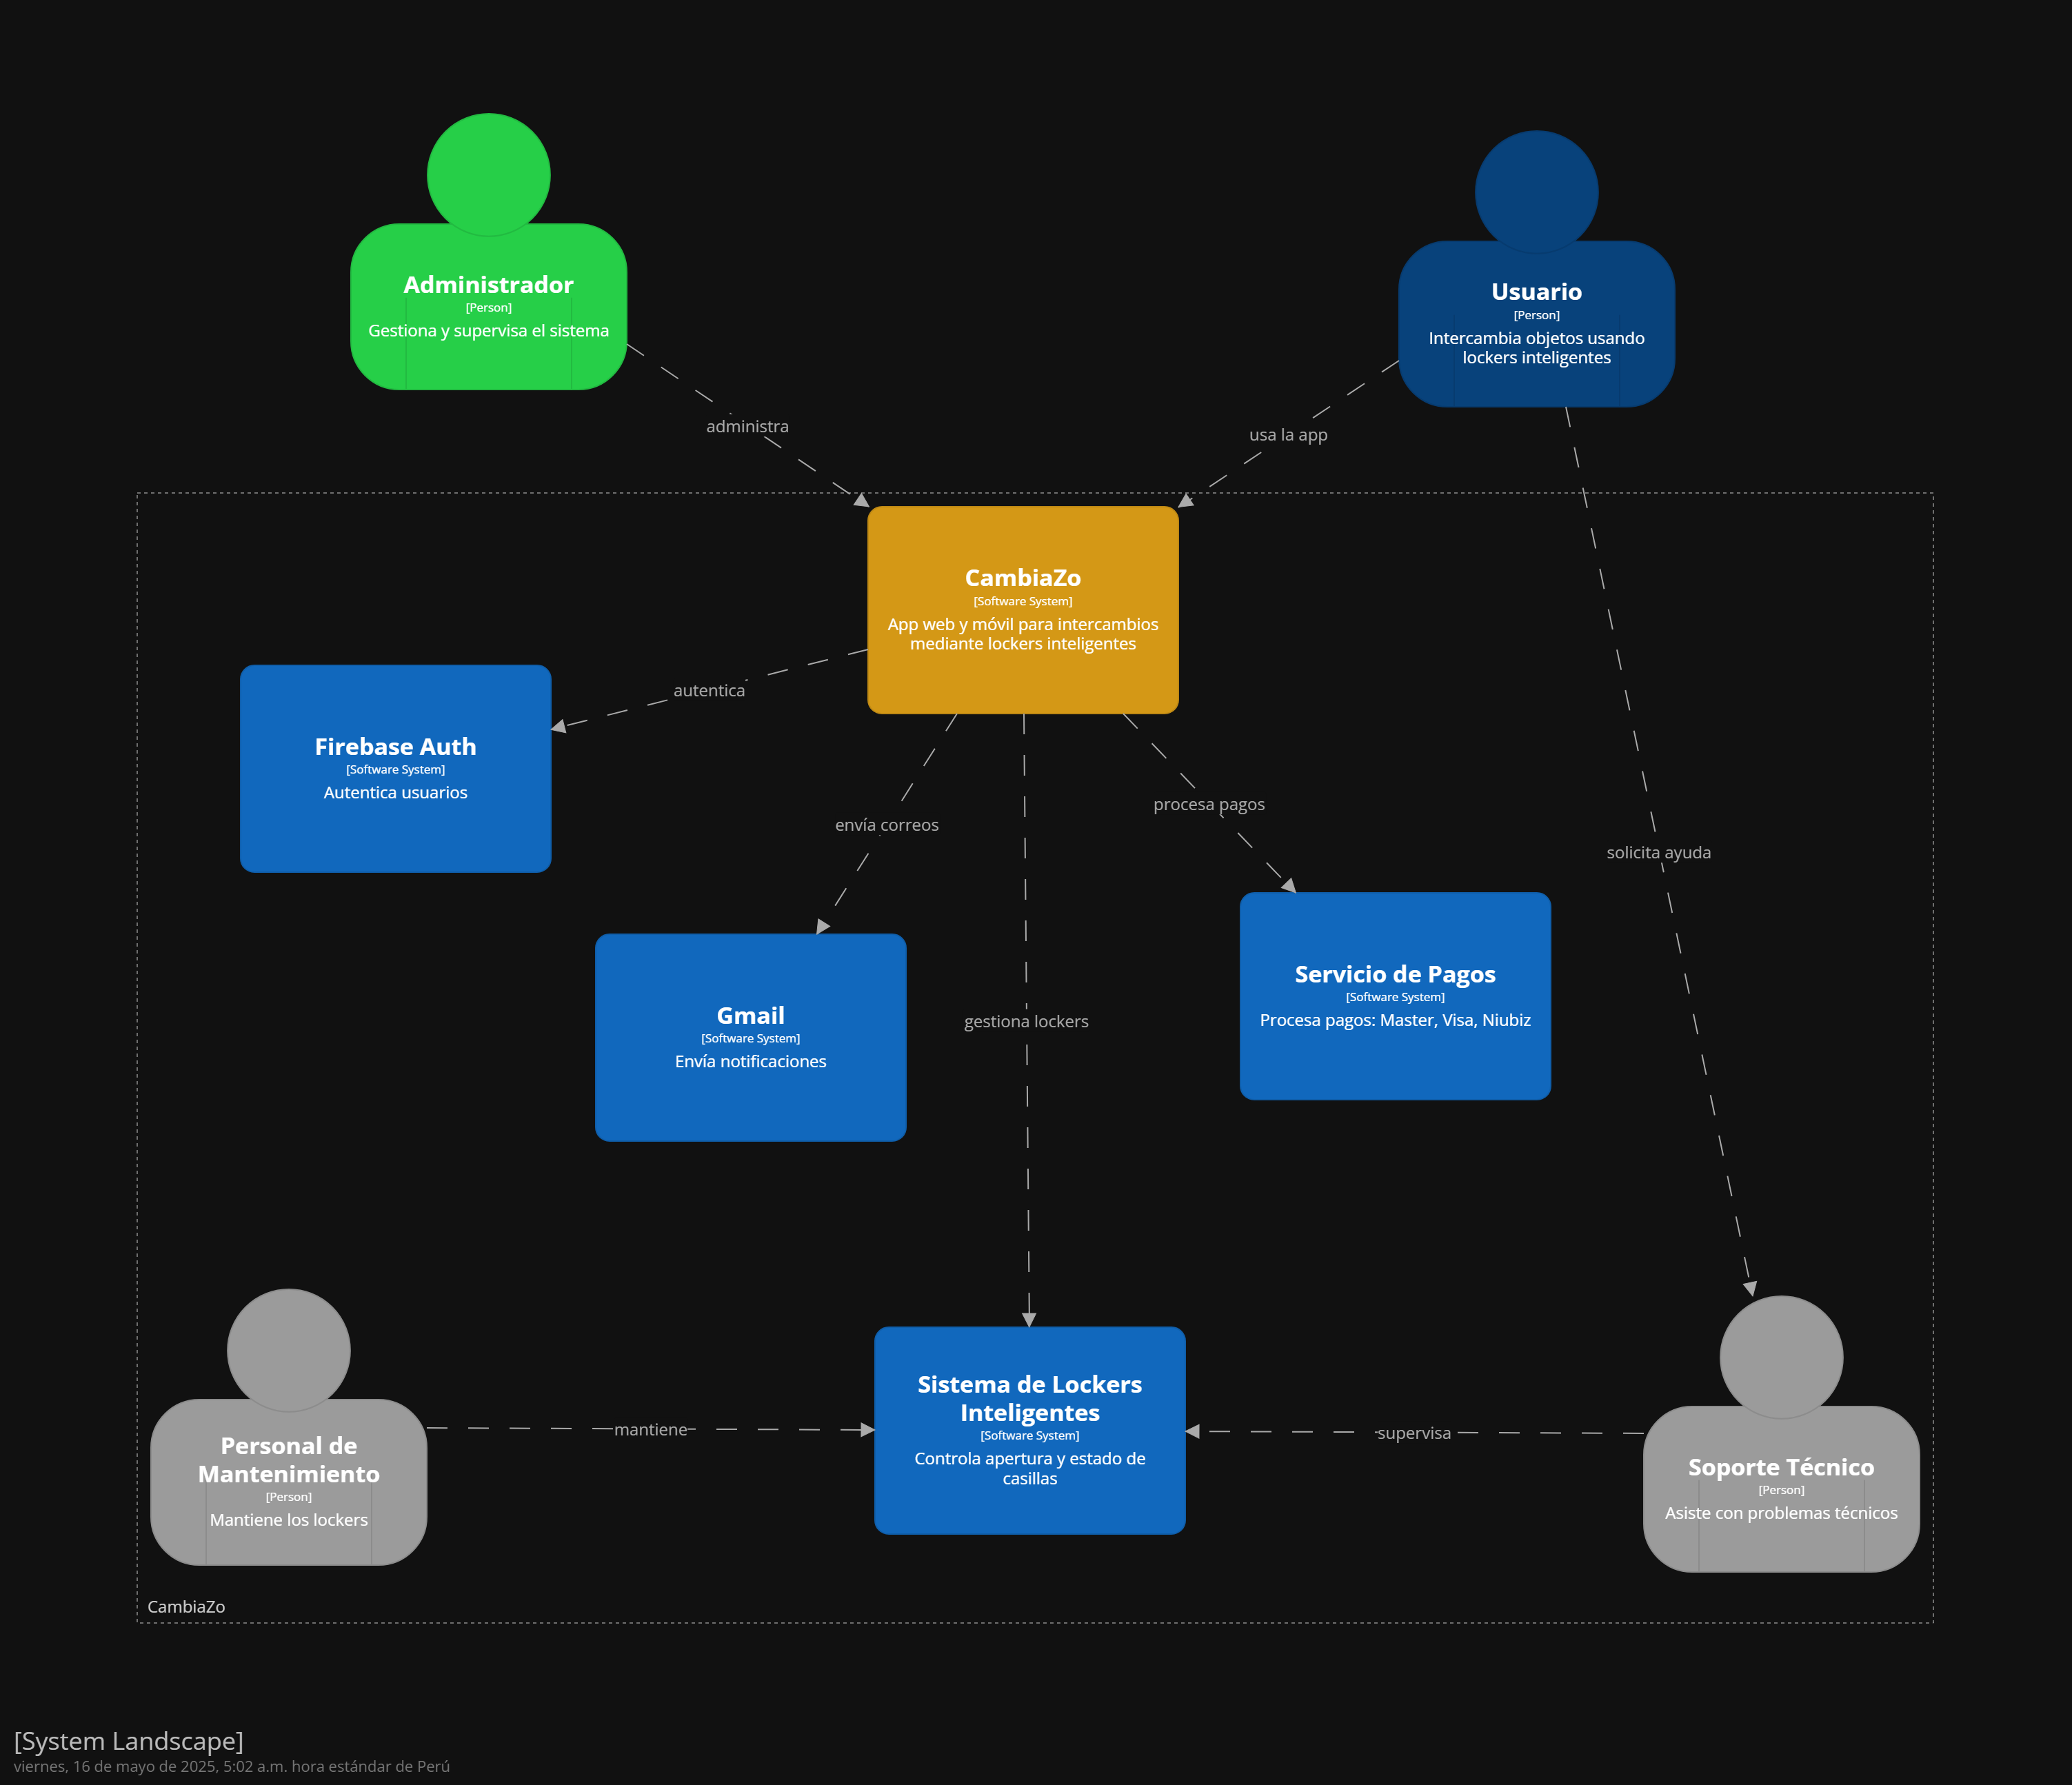 Administrador
[Person]
Gestiona y supervisa el sistema
Usuario
[Person]
Intercambia objetos usando
lockers inteligentes
administra
usa la app
CambiaZo
[Software System]
App web y móvil para intercambios
mediante lockers inteligentes
autentica
Firebase Auth
[Software System]
Autentica usuarios
envía correos
procesa pagos
solicita ayuda
Gmail
[Software System]
Envía notificaciones
gestiona lockers
Servicio de Pagos
[Software System]
Procesa pagos: Master, Visa, Niubiz
Personal de
Mantenimiento
[Person]
Mantiene los lockers
mantiene
Sistema de Lockers
Inteligentes
[Software System]
Controla apertura y estado de
casillas
supervisa
Soporte Técnico
[Person]
Asiste con problemas técnicos
CambiaZo
[System Landscape]
viernes, 16 de mayo de 2025, 5:02 a.m. hora estándar de Perú